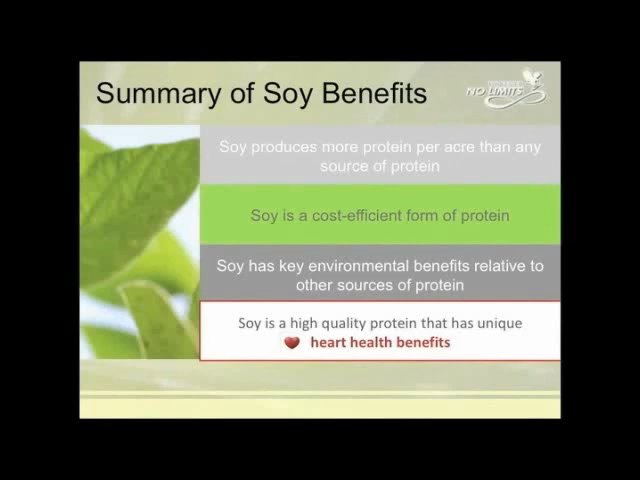 Summary of Soy Benefits
NO LIMITS
Soy produces more protein per acre than any
source of protein
Soy is a cost-efficient form of protein
Soy has key environmental benefits relative to
other sources of protein
Soy is a high quality protein that has unique
heart health benefits